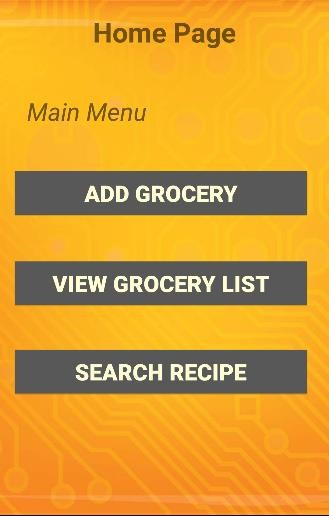 Home Page
Main Menu
ADD GROCERY
VIEW GROCERY LIST
SEARCH RECIPE